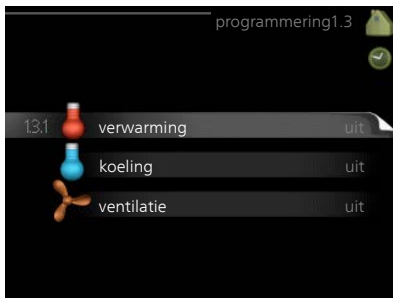 programmering1.3
1.3.1 verwarming uit
koeling uit
ventilatie uit